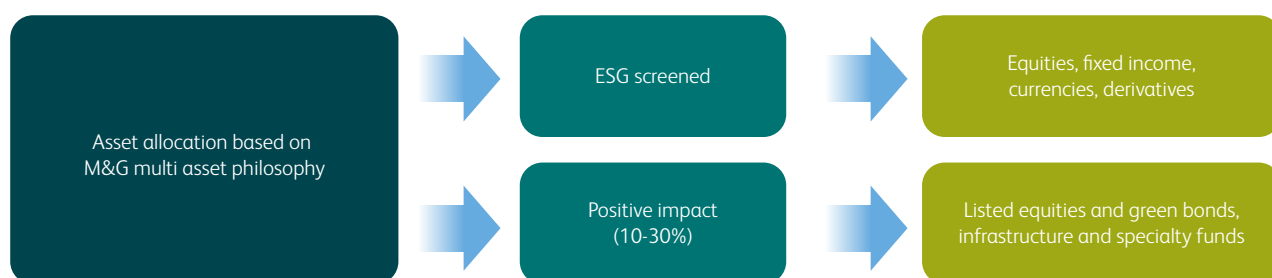 Asset allocation based on
M&G multi asset philosophy
ESG screened
Equities, fixed income,
currencies, derivatives
Positive impact
(10-30%)
Listed equities and green bonds,
infrastructure and specialty funds